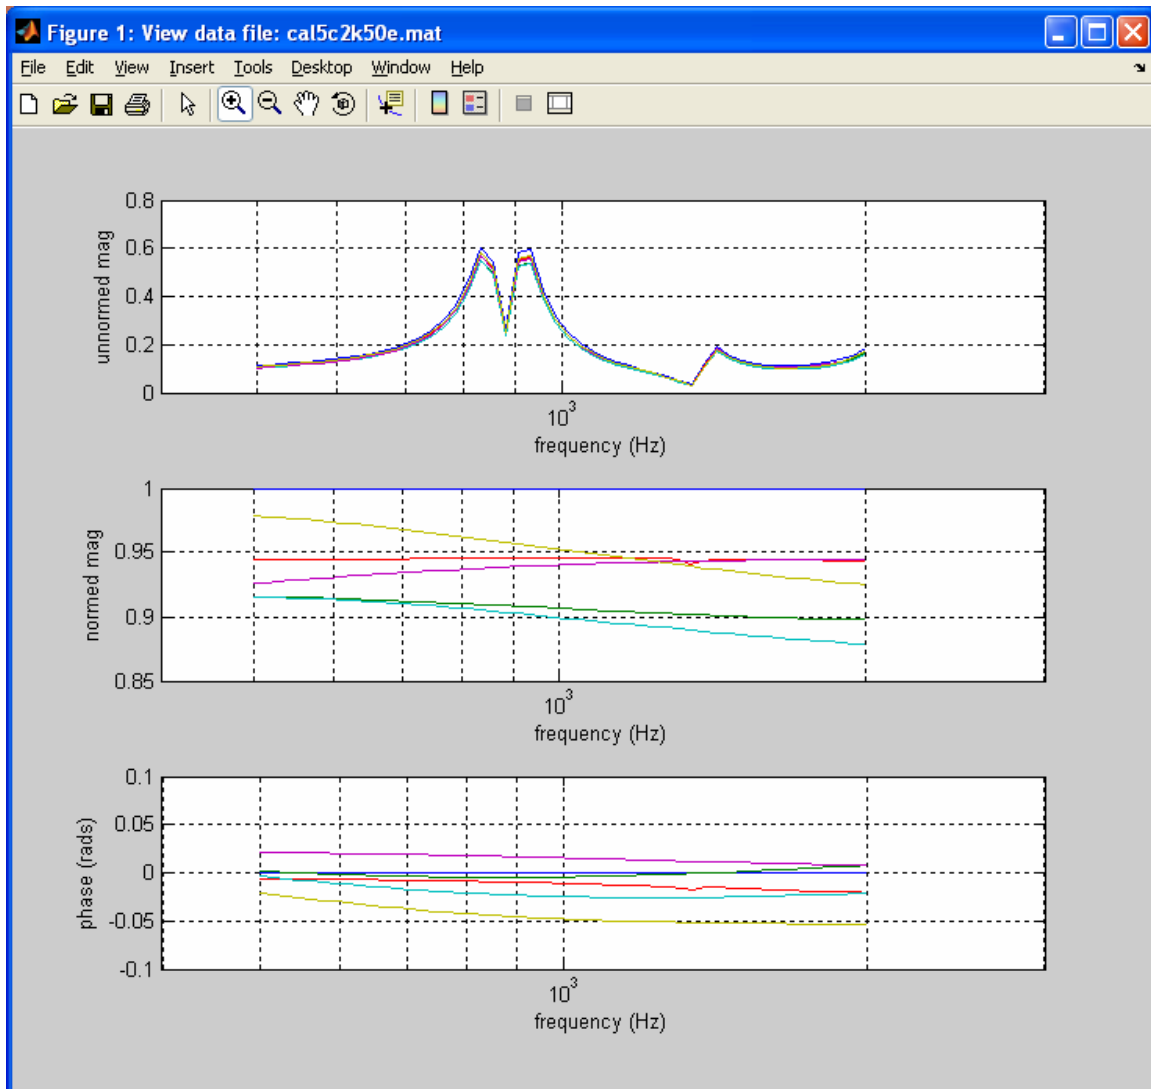 Figure 1: View data file: cal5c2k50e.mat
File Edit View Insert Tools Desktop Window Help
0.8
0.6
0.4
0.2
0
unnormed mag
10^3
frequency (Hz)
1
0.95
0.9
0.85
normed mag
10^3
frequency (Hz)
0.1
0.05
0
-0.05
-0.1
phase (rads)
10^3
frequency (Hz)